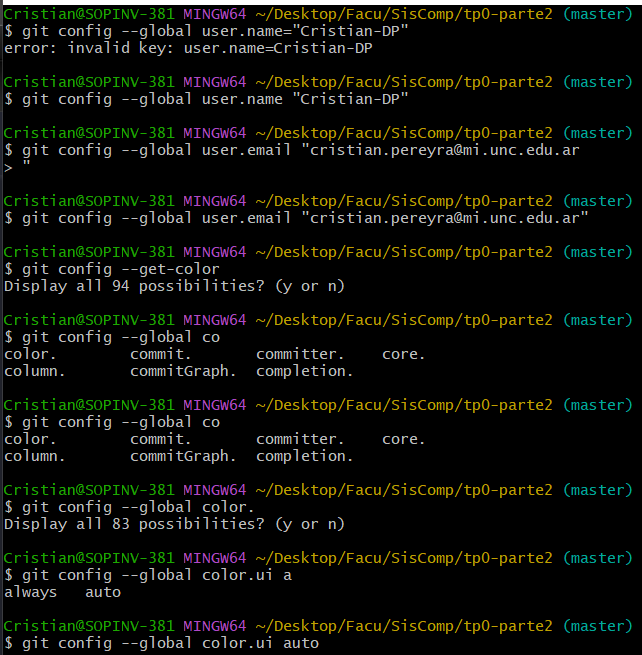 Cristian@SOPINV-381 MINGW64 ~/Desktop/Facu/SisComp/tp0-parte2 (master)
$ git config --global user.name="Cristian-DP"
error: invalid key: user.name=Cristian-DP
Cristian@SOPINV-381 MINGW64 ~/Desktop/Facu/SisComp/tp0-parte2 (master)
$ git config --global user.name "Cristian-DP"
Cristian@SOPINV-381 MINGW64 ~/Desktop/Facu/SisComp/tp0-parte2 (master)
$ git config --global user.email "cristian.pereyra@mi.unc.edu.ar
> "
Cristian@SOPINV-381 MINGW64 ~/Desktop/Facu/SisComp/tp0-parte2 (master)
$ git config --global user.email "cristian.pereyra@mi.unc.edu.ar"
Cristian@SOPINV-381 MINGW64 ~/Desktop/Facu/SisComp/tp0-parte2 (master)
$ git config --get-color
Display all 94 possibilities? (y or n)
Cristian@SOPINV-381 MINGW64 ~/Desktop/Facu/SisComp/tp0-parte2 (master)
$ git config --global co
color.        commit.       committer.    core.
column.       commitGraph.  completion.
Cristian@SOPINV-381 MINGW64 ~/Desktop/Facu/SisComp/tp0-parte2 (master)
$ git config --global co
color.        commit.       committer.    core.
column.       commitGraph.  completion.
Cristian@SOPINV-381 MINGW64 ~/Desktop/Facu/SisComp/tp0-parte2 (master)
$ git config --global color.
Display all 83 possibilities? (y or n)
Cristian@SOPINV-381 MINGW64 ~/Desktop/Facu/SisComp/tp0-parte2 (master)
$ git config --global color.ui a
always   auto
Cristian@SOPINV-381 MINGW64 ~/Desktop/Facu/SisComp/tp0-parte2 (master)
$ git config --global color.ui auto